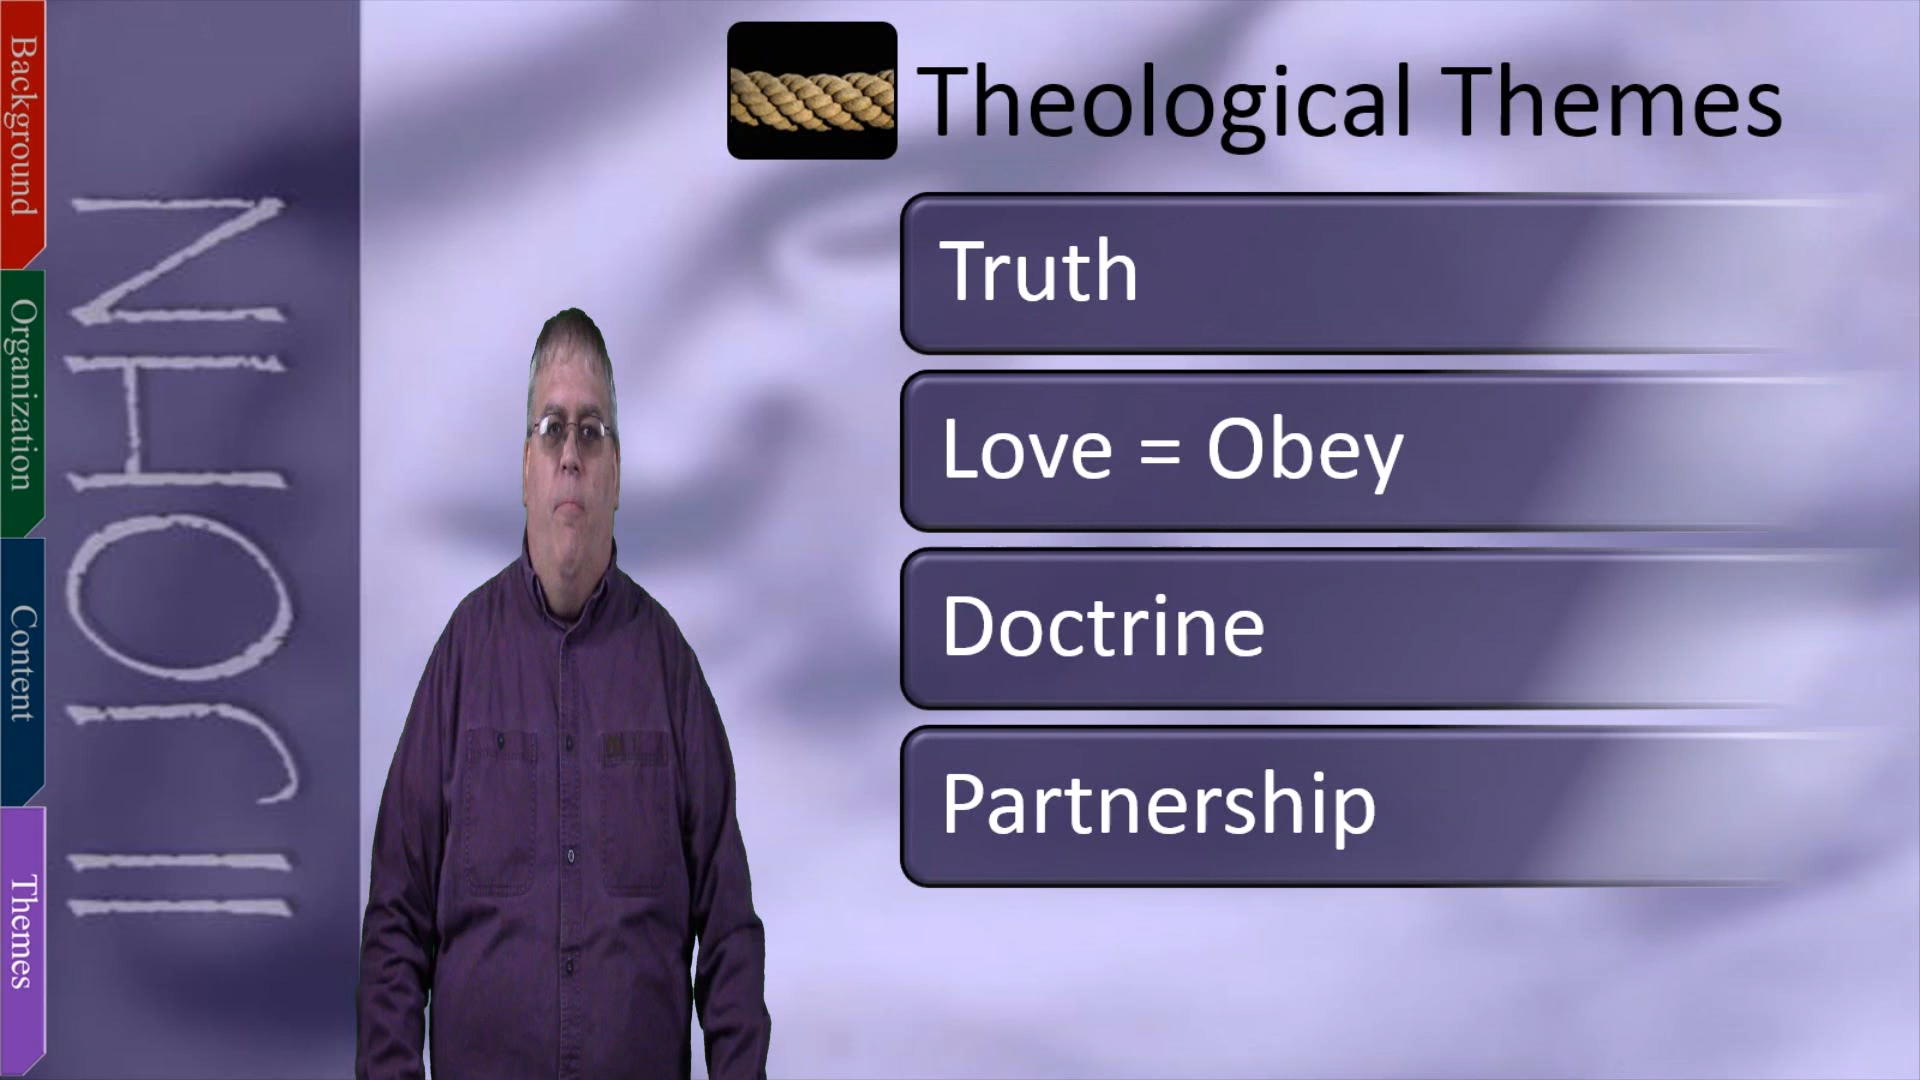 Background
Organization
Content
Themes
II JOHN
Theological Themes
Truth
Love = Obey
Doctrine
Partnership